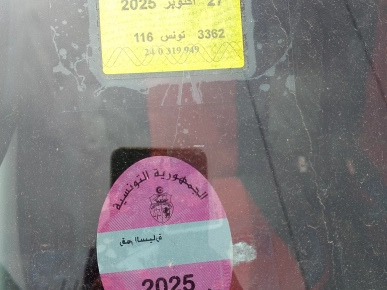 27 أكتوبر 2025
3362 تونس 116
24 0 319 949
الجمهورية التونسية
2025